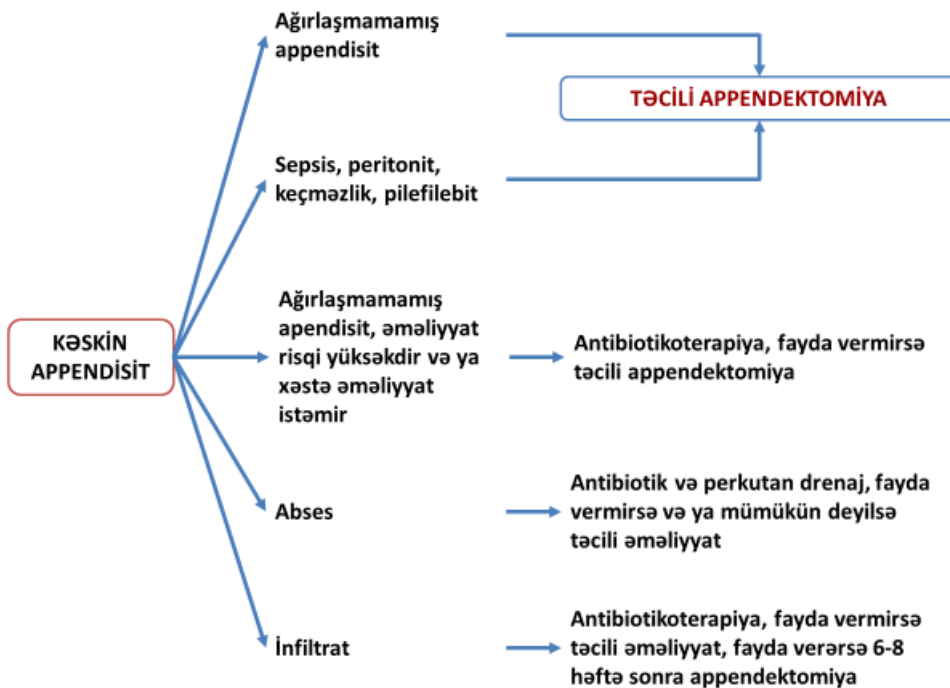 Ağırlaşmamamış
appendisit
TƏCİLİ APPENDEKTOMİYA
Sepsis, peritonit,
keçməzlik, pilefilebit
KƏSKİN
APPENDİSİT
Ağırlaşmamamış
apendisit, əməliyyat
risqi yüksəkdir və ya
xəstə əməliyyat
istəmir
Antibiotikoterapiya, fayda vermirsə
təcili appendektomiya
Abses
Antibiotik və perkutan drenaj, fayda
vermirsə və ya mümükün deyilsə
təcili əməliyyat
İnfiltrat
Antibiotikoterapiya, fayda vermirsə
təcili əməliyyat, fayda verərsə 6-8
həftə sonra appendektomiya